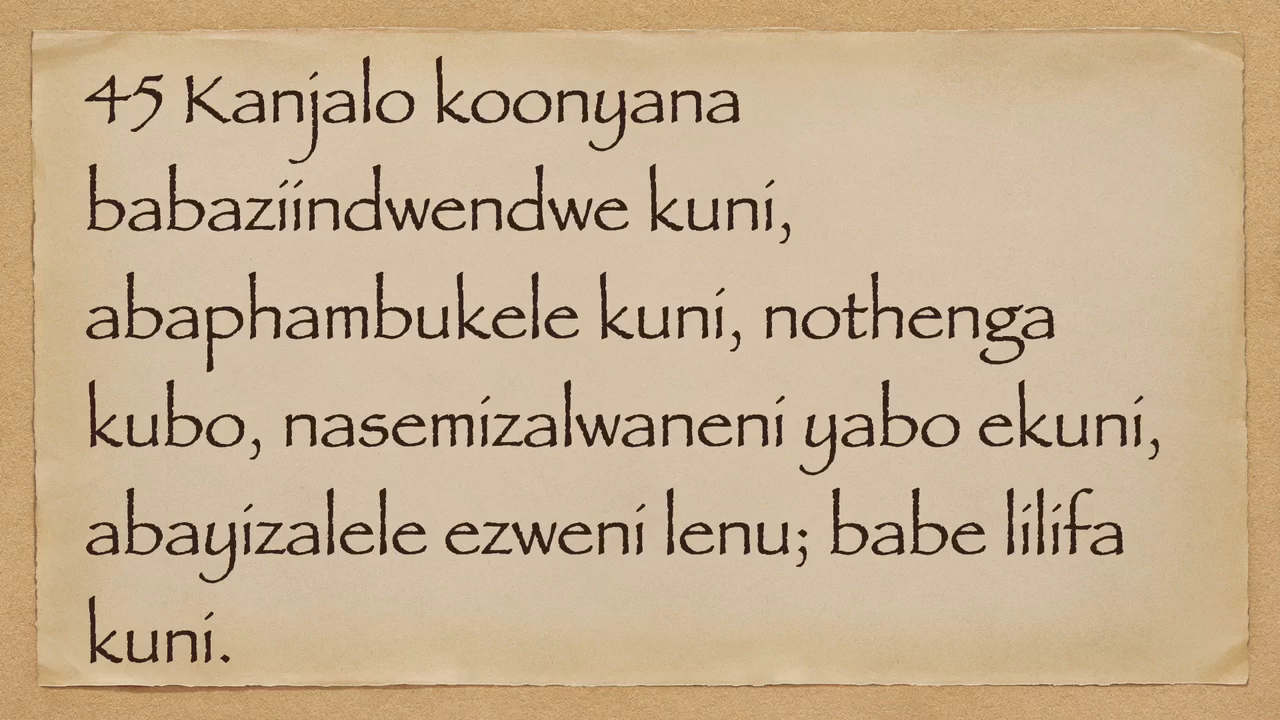 45 Kanjalo koonyana
babaziindwendwe kuni,
abaphambukele kuni, nothenga
kubo, nasemizalwaneni yabo ekuni,
abayizalele ezweni lenu; babe lilifa
kuni.